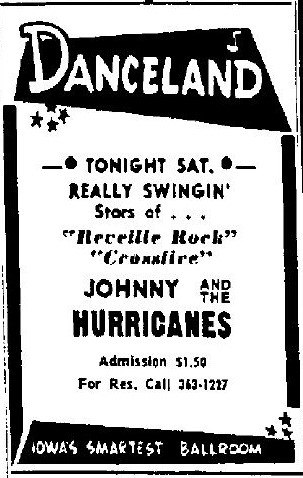 DANCELAND
—• TONIGHT SAT. •—
REALLY SWINGIN'
Stars of . . .
"Reveille Rock"
"Crossfire"
JOHNNY AND THE
HURRICANES
Admission $1.50
For Res. Call 363-1227
IOWA'S SMARTEST BALLROOM